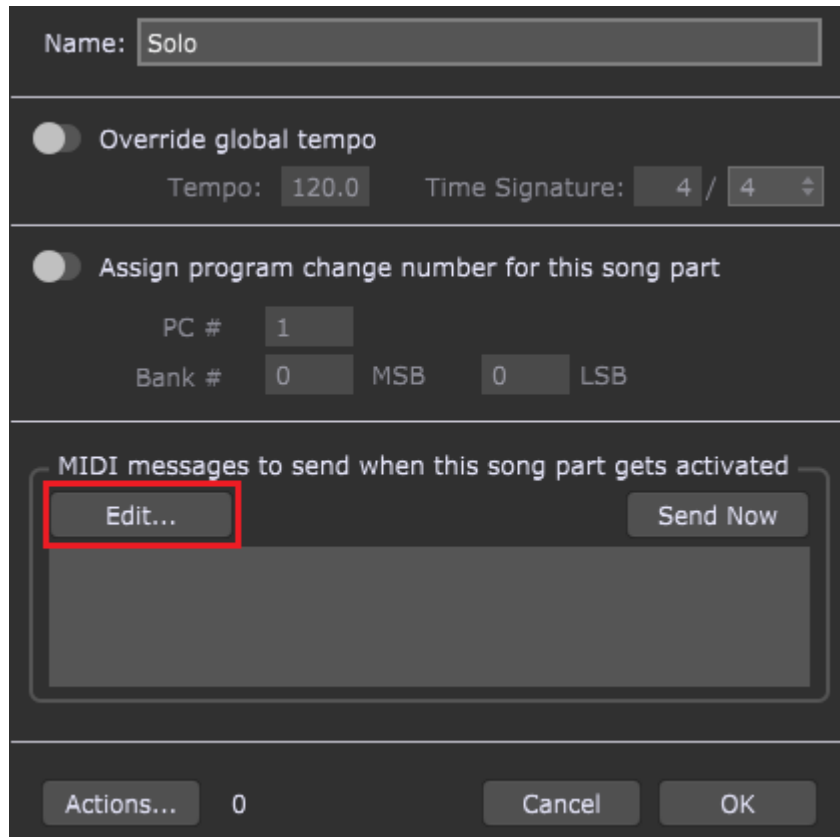 Name: Solo
Override global tempo
Tempo: 120.0 Time Signature: 4 / 4
Assign program change number for this song part
PC # 1
Bank # 0 MSB 0 LSB
MIDI messages to send when this song part gets activated
Edit... Send Now
Actions... 0 Cancel OK